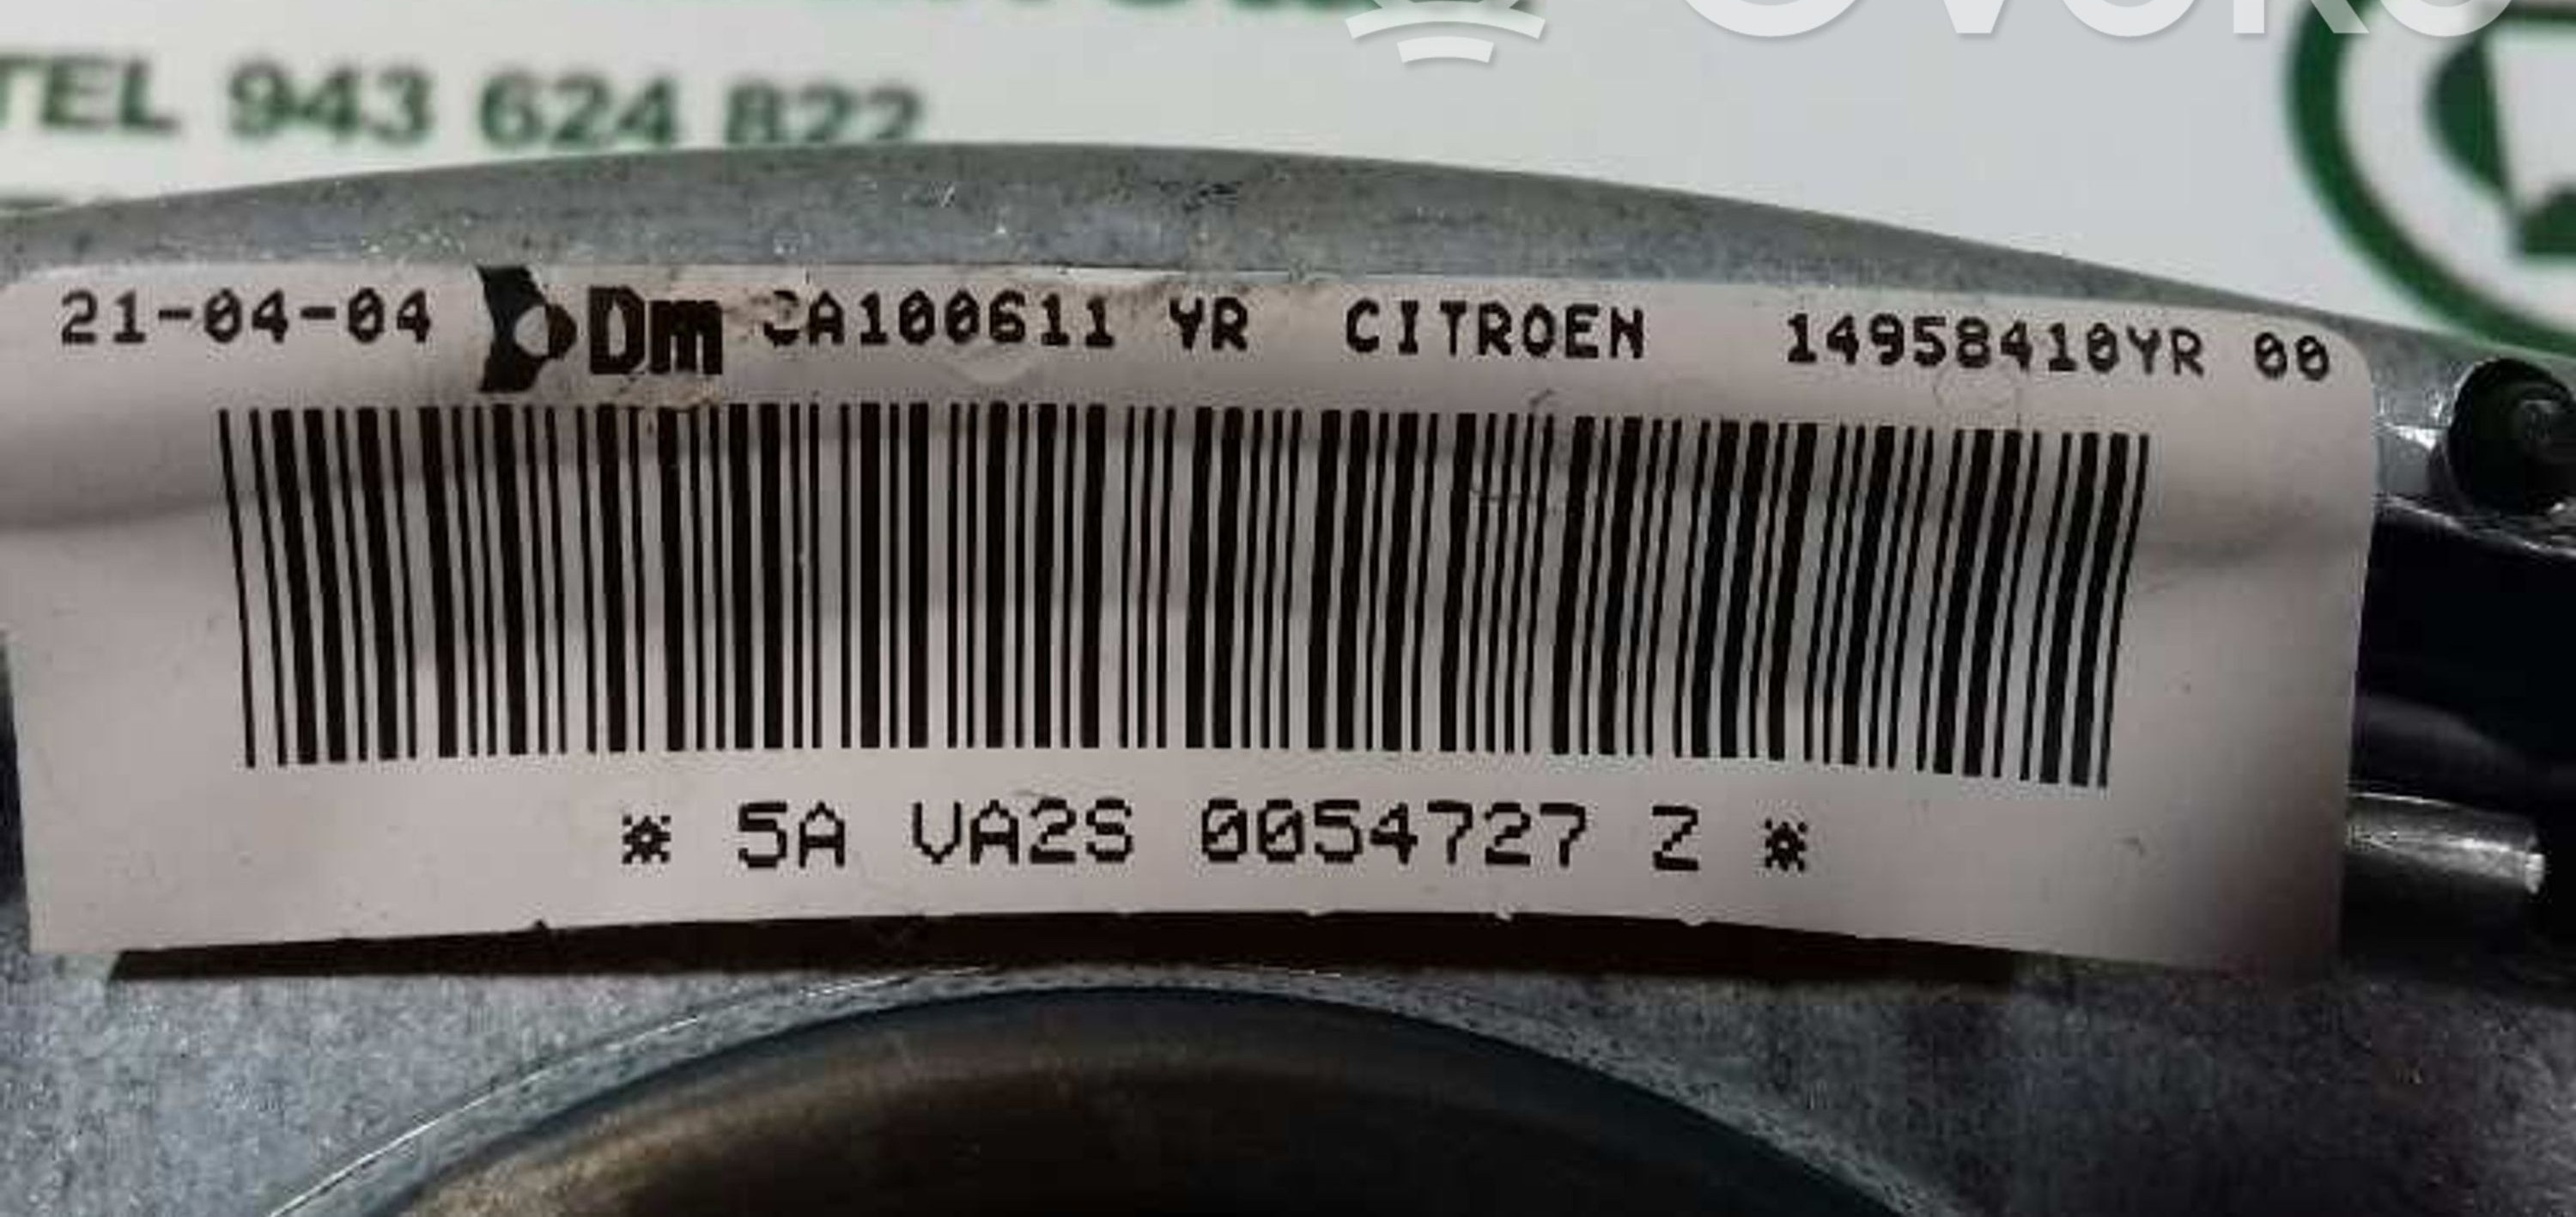 TEL 943 624 822
21-04-04 Dm CA100611 YR CITROEN 14958410YR 00
* 5A VA2S 0054727 Z *